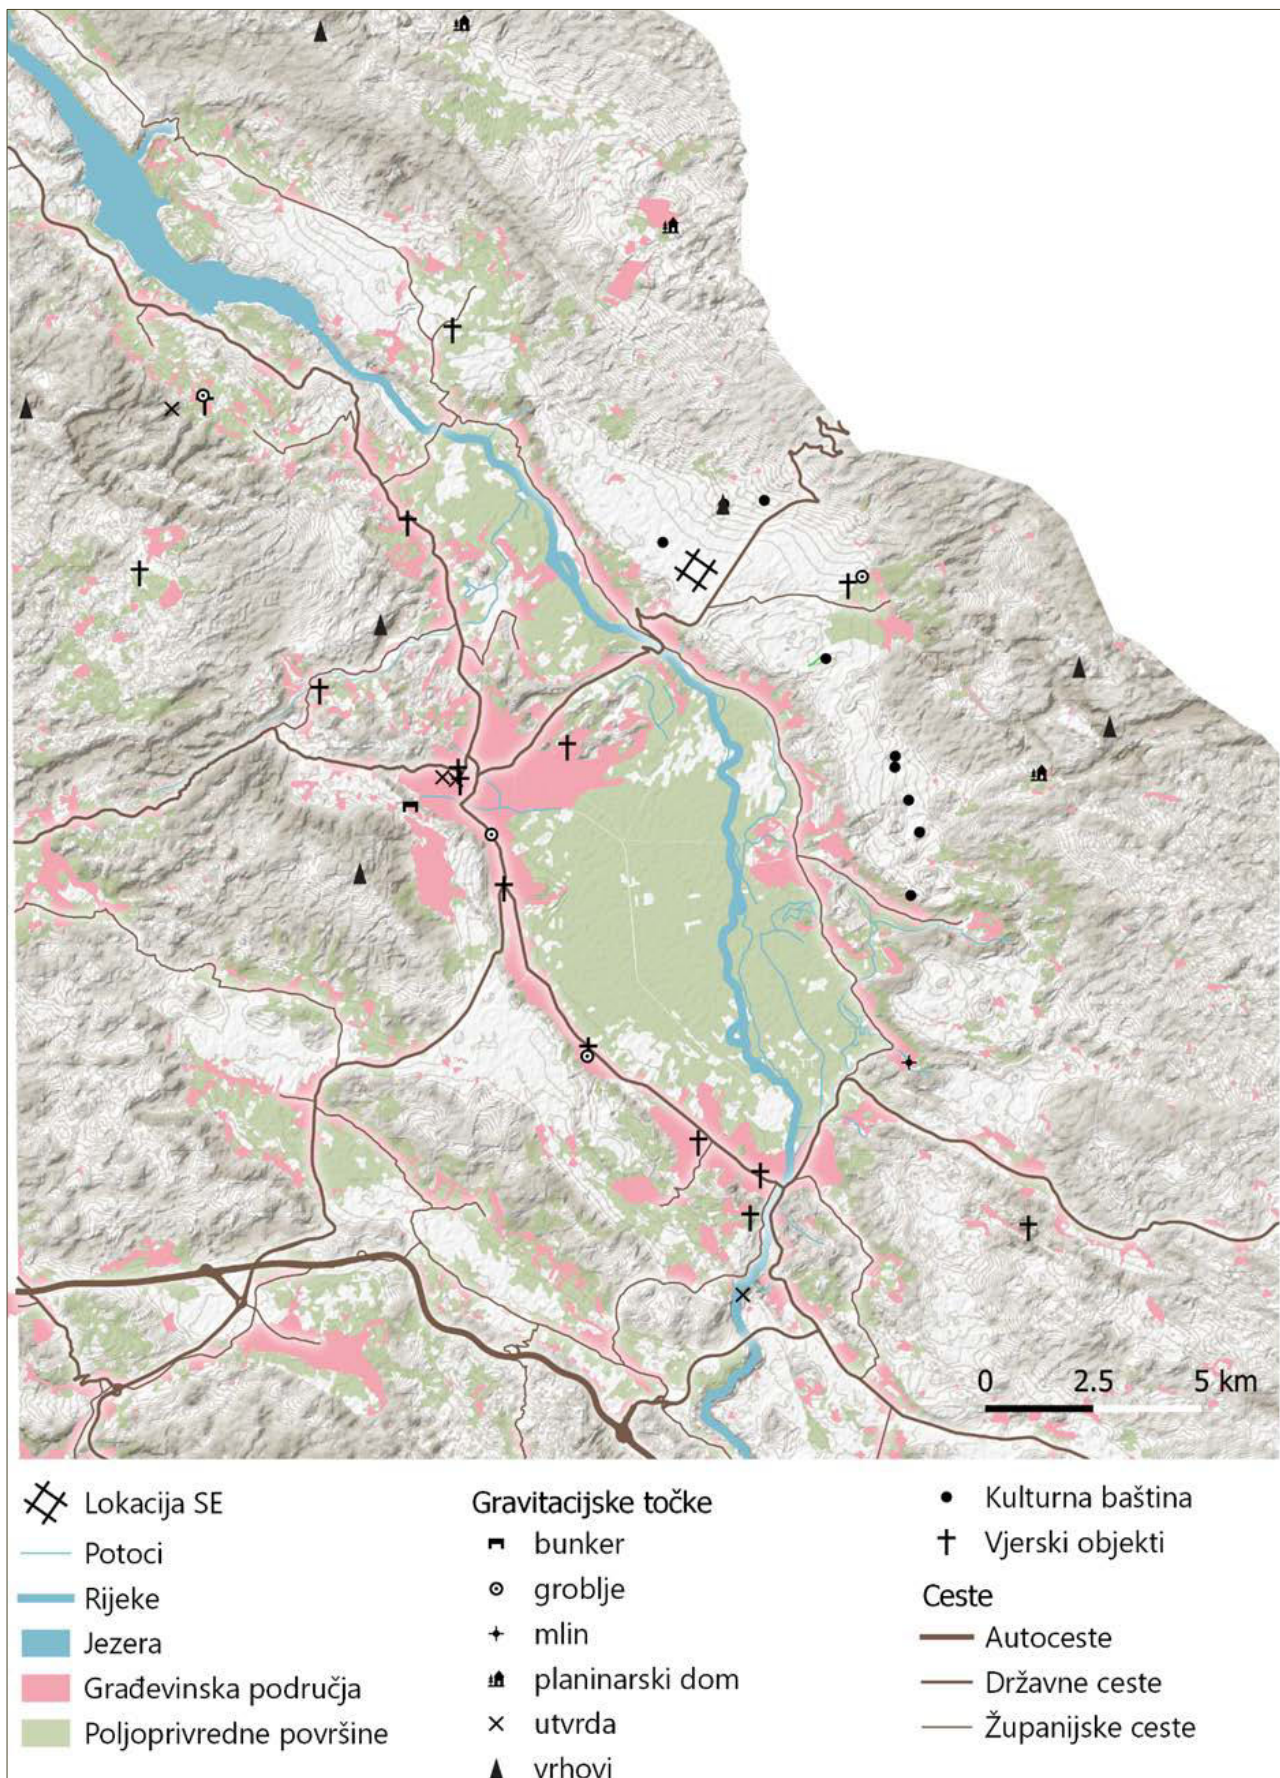 0 2.5 5 km
Lokacija SE
Potoci
Rijeke
Jezera
Građevinska područja
Poljoprivredne površine
Gravitacijske točke
bunker
groblje
mlin
planinarski dom
utvrda
vrhovi
Kulturna baština
Vjerski objekti
Ceste
Autoceste
Državne ceste
Županijske ceste